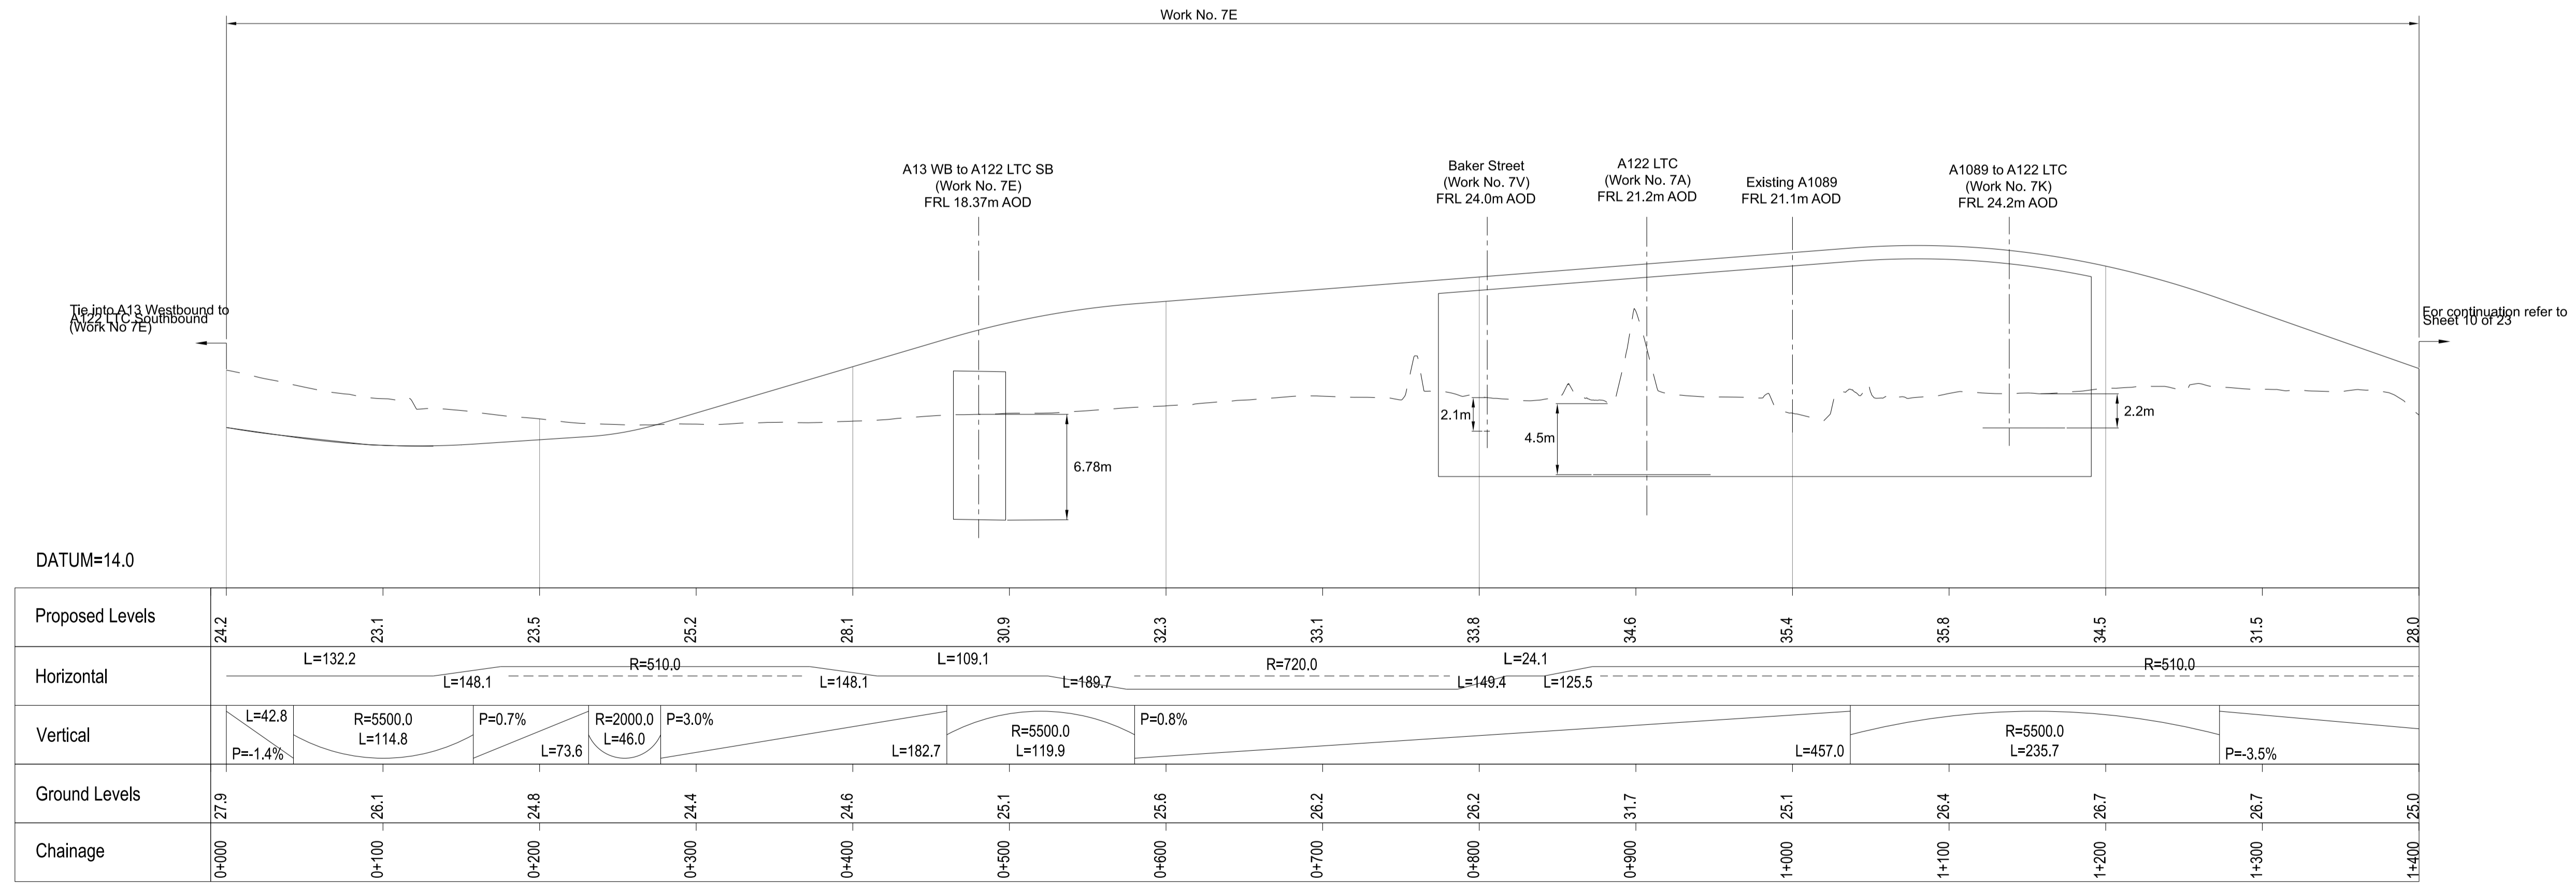 Work No. 7E
A13 WB to A122 LTC SB
(Work No. 7E)
FRL 18.37m AOD
Baker Street
(Work No. 7V)
FRL 24.0m AOD
A122 LTC
(Work No. 7A)
FRL 21.2m AOD
Existing A1089
FRL 21.1m AOD
A1089 to A122 LTC
(Work No. 7K)
FRL 24.2m AOD
Tie into A13 Westbound to
A122 LTC Southbound
(Work No 7E)
For continuation refer to
Sheet 10 of 23
6.78m
2.1m
4.5m
2.2m
DATUM=14.0
Proposed Levels 24.2 23.1 23.5 25.2 28.1 30.9 32.3 33.1 33.8 34.6 35.4 35.8 34.5 31.5 28.0
Horizontal
L=132.2 L=148.1 R=510.0 L=148.1 L=109.1 L=189.7 R=720.0 L=149.4 L=24.1 L=125.5 R=510.0
Vertical
P=-1.4% L=42.8
R=5500.0
L=114.8
P=0.7% L=73.6
R=2000.0
L=46.0
P=3.0% L=182.7
R=5500.0
L=119.9
P=0.8% L=457.0
R=5500.0
L=235.7
P=-3.5%
Ground Levels 27.9 26.1 24.8 24.4 24.6 25.1 25.6 26.2 26.2 31.7 25.1 26.4 26.7 26.7 25.0
Chainage 0+000 0+100 0+200 0+300 0+400 0+500 0+600 0+700 0+800 0+900 1+000 1+100 1+200 1+300 1+400